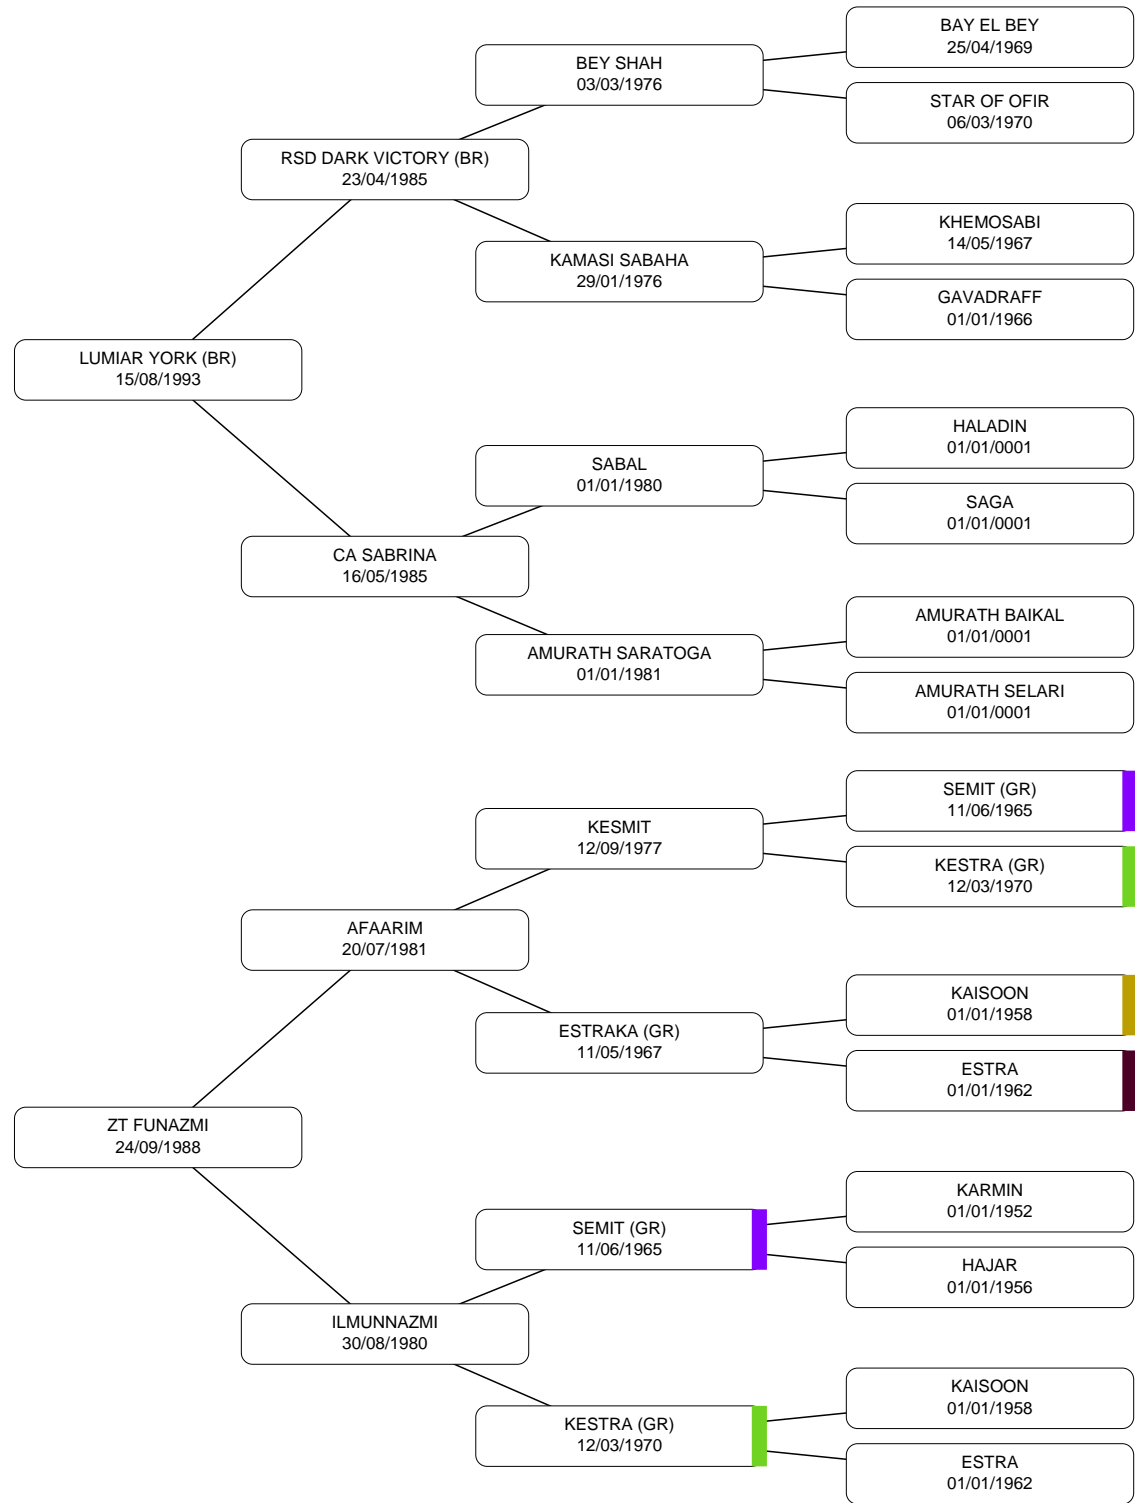 BAY EL BEY
25/04/1969
BEY SHAH
03/03/1976
STAR OF OFIR
06/03/1970
RSD DARK VICTORY (BR)
23/04/1985
KHEMOSABI
14/05/1967
KAMASI SABAHA
29/01/1976
GAVADRAFF
01/01/1966
LUMIAR YORK (BR)
15/08/1993
HALADIN
01/01/0001
SABAL
01/01/1980
SAGA
01/01/0001
CA SABRINA
16/05/1985
AMURATH BAIKAL
01/01/0001
AMURATH SARATOGA
01/01/1981
AMURATH SELARI
01/01/0001
SEMIT (GR)
11/06/1965
KESMIT
12/09/1977
KESTRA (GR)
12/03/1970
AFAARIM
20/07/1981
KAISOON
01/01/1958
ESTRAKA (GR)
11/05/1967
ESTRA
01/01/1962
ZT FUNAZMI
24/09/1988
KARMIN
01/01/1952
SEMIT (GR)
11/06/1965
HAJAR
01/01/1956
ILMUNNAZMI
30/08/1980
KAISOON
01/01/1958
KESTRA (GR)
12/03/1970
ESTRA
01/01/1962